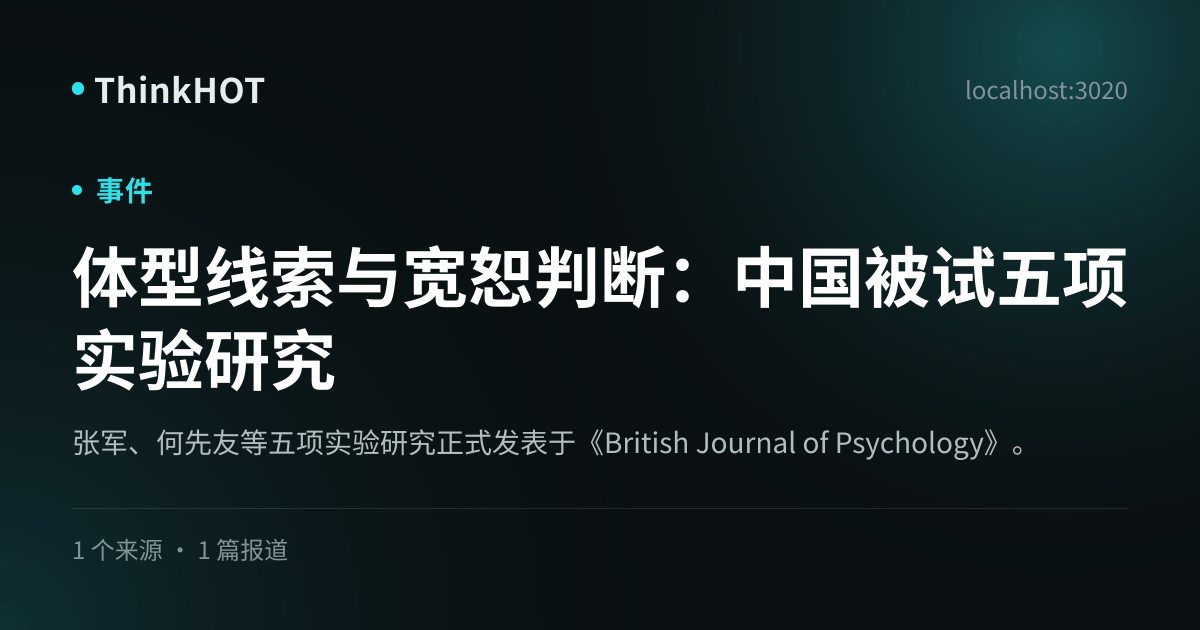 ThinkHOT
localhost:3020
事件
体型线索与宽恕判断：中国被试五项
实验研究
张军、何先友等五项实验研究正式发表于《British Journal of Psychology》。
1 个来源 · 1 篇报道